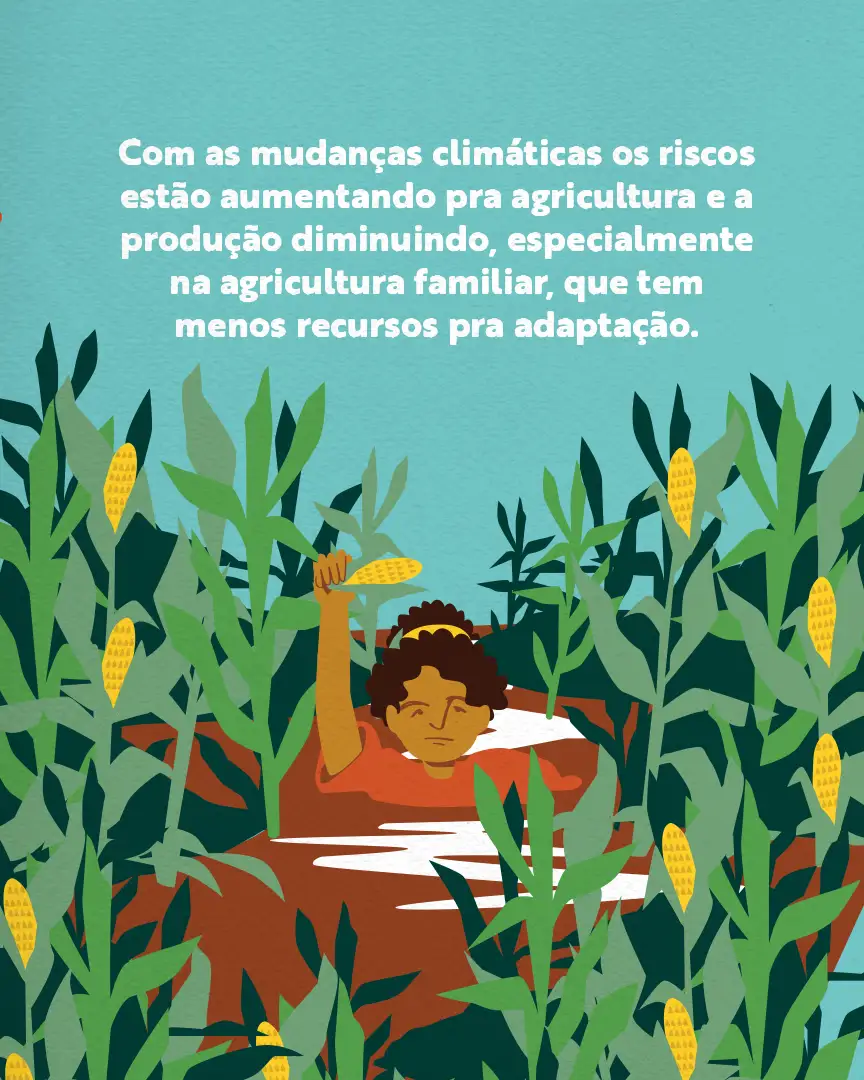 Com as mudanças climáticas os riscos
estão aumentando pra agricultura e a
produção diminuindo, especialmente
na agricultura familiar, que tem
menos recursos pra adaptação.